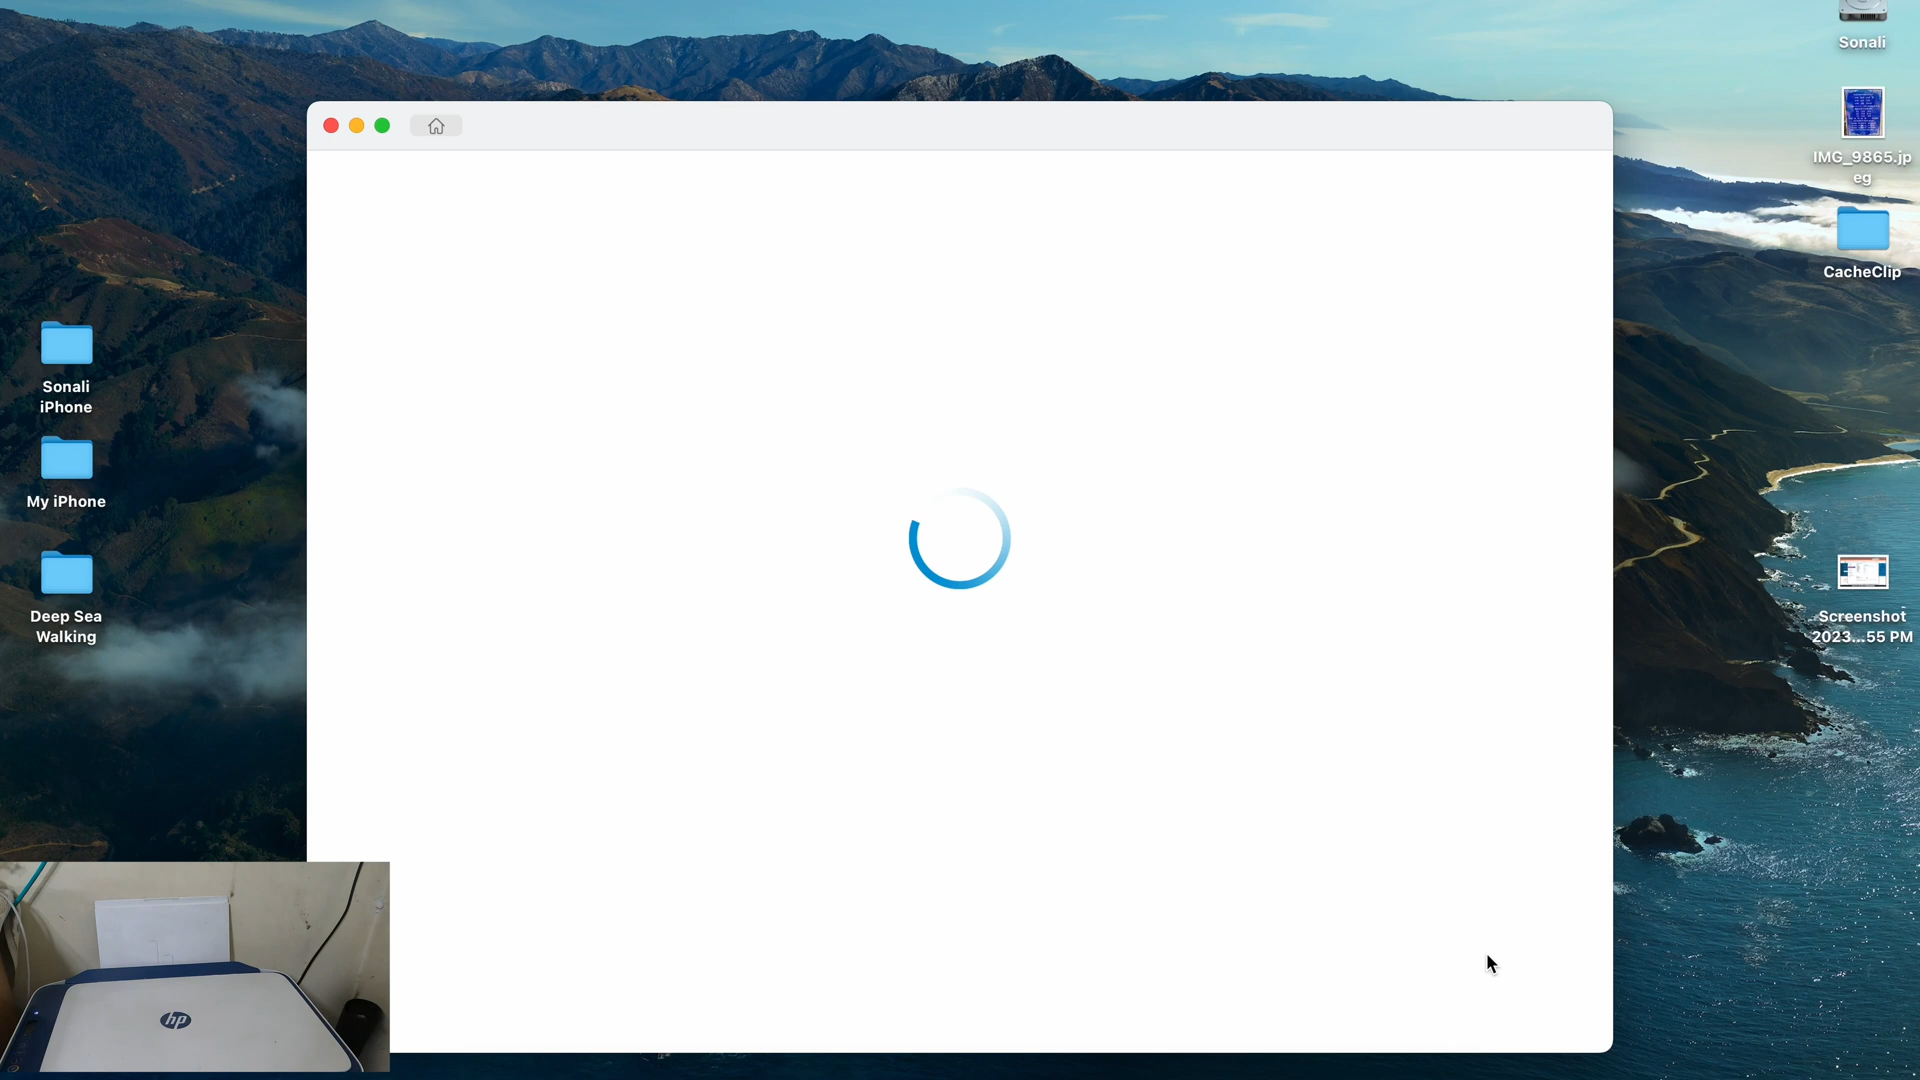 Sonali
IMG_9865.jp
eg
CacheClip
Sonali
iPhone
My iPhone
Deep Sea
Walking
Screenshot
2023...55 PM
hp